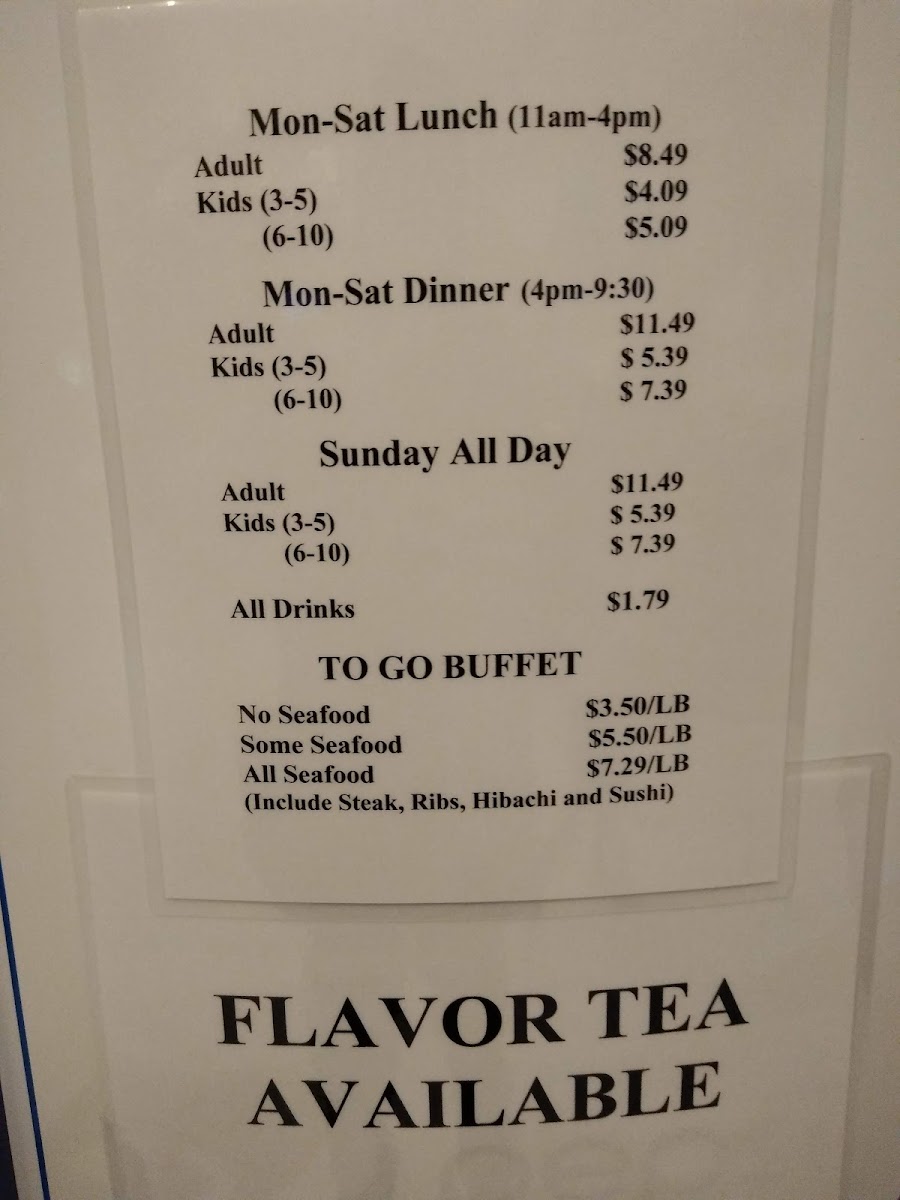 Mon-Sat Lunch (11am-4pm)
Adult $8.49
Kids (3-5) $4.09
(6-10) $5.09
Mon-Sat Dinner (4pm-9:30)
Adult $11.49
Kids (3-5) $ 5.39
(6-10) $ 7.39
Sunday All Day
Adult $11.49
Kids (3-5) $ 5.39
(6-10) $ 7.39
All Drinks $1.79
TO GO BUFFET
No Seafood $3.50/LB
Some Seafood $5.50/LB
All Seafood $7.29/LB
(Include Steak, Ribs, Hibachi and Sushi)
FLAVOR TEA
AVAILABLE